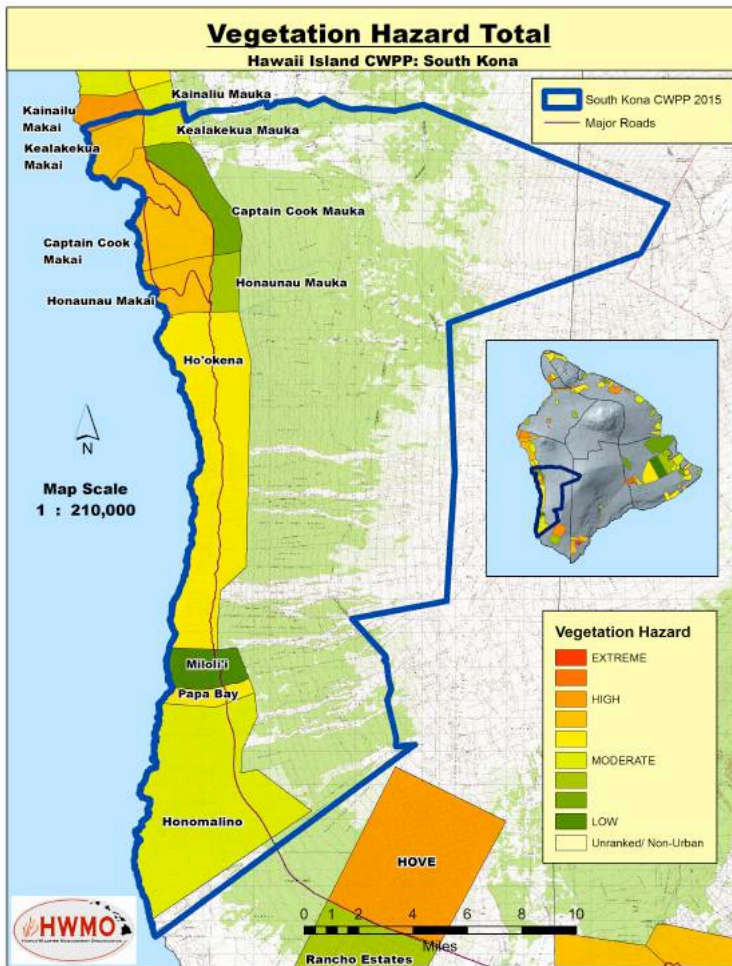 Vegetation Hazard Total
Hawaii Island CWPP: South Kona
Kainaliu Mauka
Kainailu
Makai
Kealakekua Mauka
Kealakekua
Makai
South Kona CWPP 2015
Major Roads
Captain Cook Mauka
Captain Cook
Makai
Honaunau Mauka
Honaunau Makai
Ho'okena
N
Map Scale
1 : 210,000
Miloli'i
Papa Bay
Honomalino
HOVE
Rancho Estates
Vegetation Hazard
EXTREME
HIGH
MODERATE
LOW
Unranked/ Non-Urban
0 1 2 4 6 8 10
Miles
HWMO